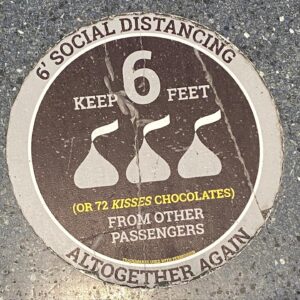 6' SOCIAL DISTANCING
KEEP 6 FEET
(OR 72 KISSES CHOCOLATES)
FROM OTHER
PASSENGERS
ALTOGETHER AGAIN